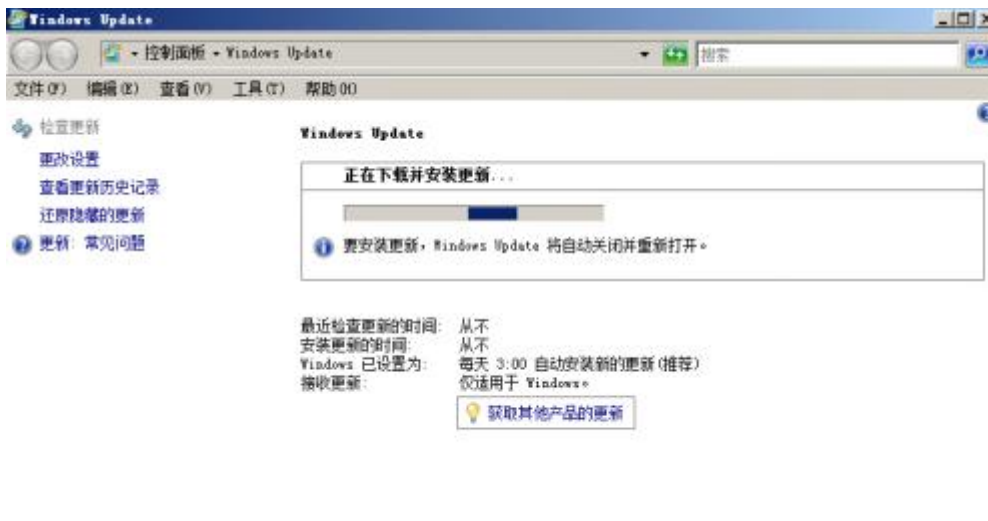 Windows Update
控制面板 Windows Update
搜索
文件(F) 编辑(E) 查看(V) 工具(T) 帮助(H)
检查更新
更改设置
查看更新历史记录
还原隐藏的更新
更新: 常见问题
Windows Update
正在下载并安装更新...
要安装更新，Windows Update 将自动关闭并重新打开。
最近检查更新的时间: 从不
安装更新的时间: 从不
Windows 已设置为: 每天 3:00 自动安装新的更新(推荐)
接收更新: 仅适用于 Windows。
获取其他产品的更新